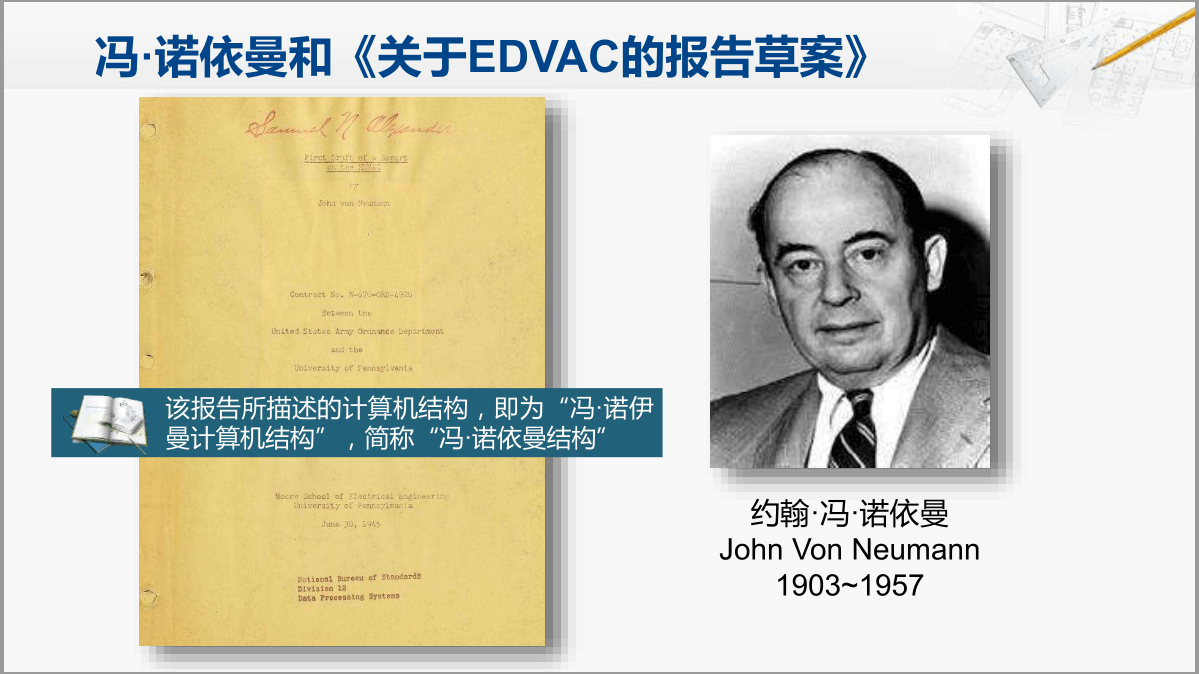 冯·诺依曼和《关于EDVAC的报告草案》
Samuel N Alexander
First Draft of a Report
on the EDVAC
by
John von Neumann
Contract No. W-670-ORD-4926
Between the
United States Army Ordnance Department
and the
University of Pennsylvania
该报告所描述的计算机结构，即为“冯·诺伊
曼计算机结构”，简称“冯·诺依曼结构”
Moore School of Electrical Engineering
University of Pennsylvania
June 30, 1945
National Bureau of Standards
Division 12
Data Processing Systems
约翰·冯·诺依曼
John Von Neumann
1903~1957